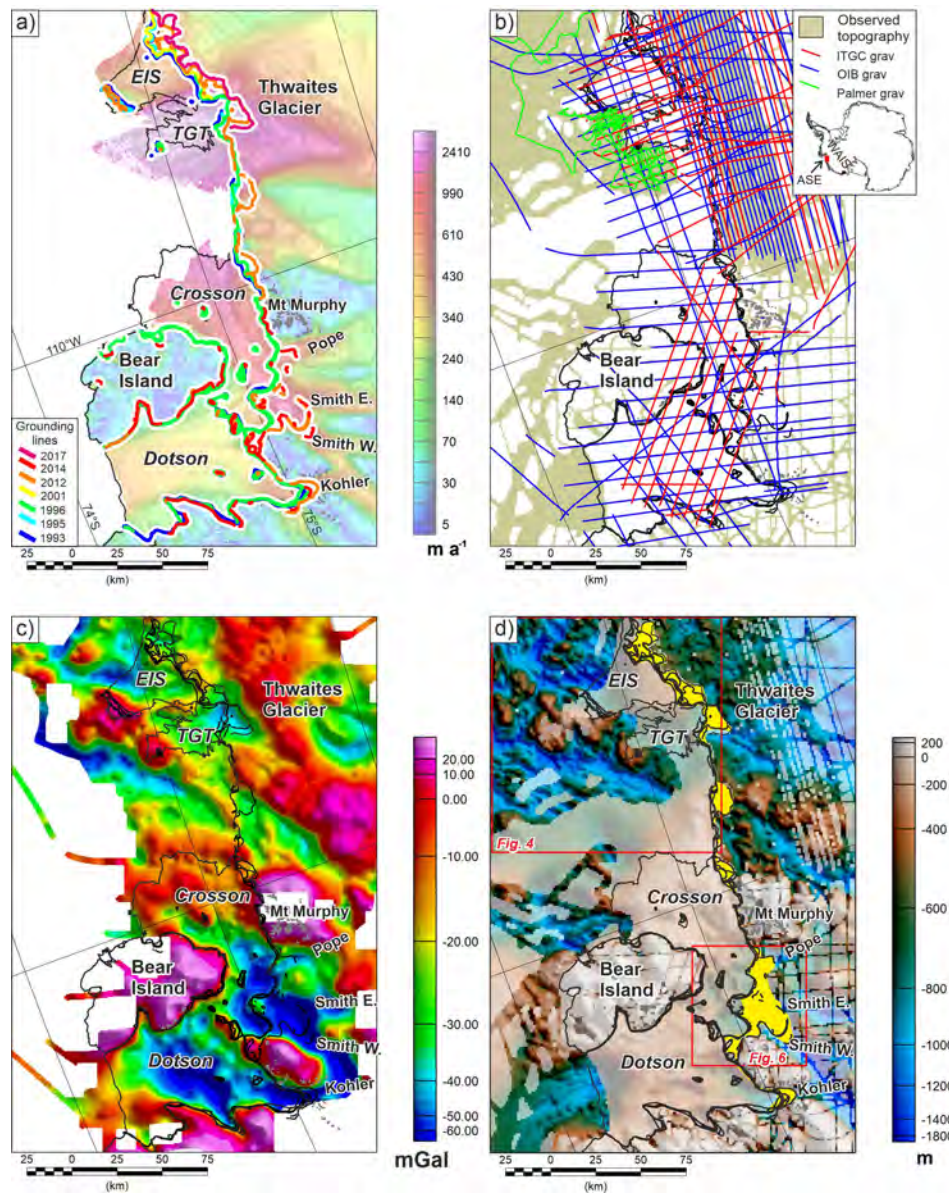 a)
EIS
Thwaites
Glacier
TGT
Crosson
Mt Murphy
Pope
110°W
Bear
Island
Smith E.
Smith W.
Dotson
Kohler
74°S
75°S
Grounding
lines
2017
2014
2012
2001
1996
1995
1993
0 25 50 75
(km)
2410
990
610
430
340
240
140
70
30
5
m a⁻¹
b)
Observed
topography
ITGC grav
OIB grav
Palmer grav
WAIS
ASE
Bear
Island
0 25 50 75
(km)
c)
EIS
Thwaites
Glacier
TGT
Crosson
Mt Murphy
Pope
Bear
Island
Smith E.
Smith W.
Dotson
Kohler
0 25 50 75
(km)
20.00
10.00
0.00
-10.00
-20.00
-30.00
-40.00
-50.00
-60.00
mGal
d)
EIS
Thwaites
Glacier
TGT
Fig. 4
Crosson
Mt Murphy
Pope
Bear
Island
Smith E.
Smith W.
Fig. 6
Dotson
Kohler
0 25 50 75
(km)
200
0
-200
-400
-600
-800
-1000
-1200
-1400
-1800
m